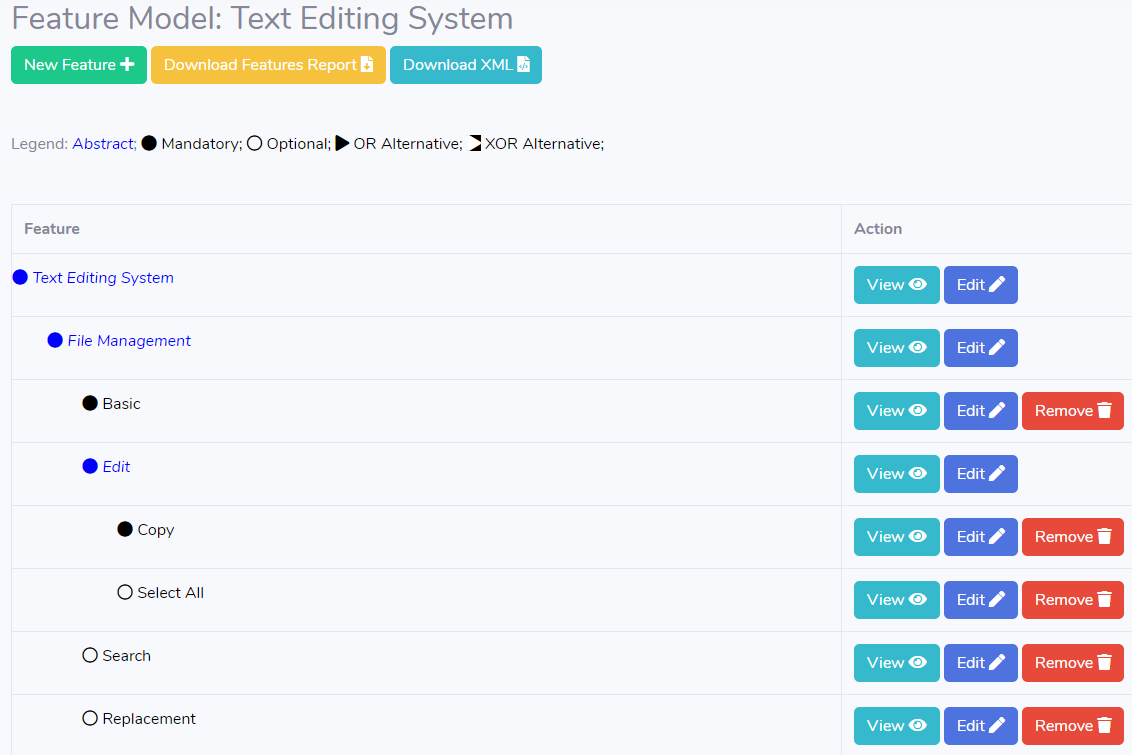 Feature Model: Text Editing System
New Feature Download Features Report Download XML
Legend: Abstract; Mandatory; Optional; OR Alternative; XOR Alternative;
Feature Action
Text Editing System View Edit
File Management View Edit
Basic View Edit Remove
Edit View Edit
Copy View Edit Remove
Select All View Edit Remove
Search View Edit Remove
Replacement View Edit Remove